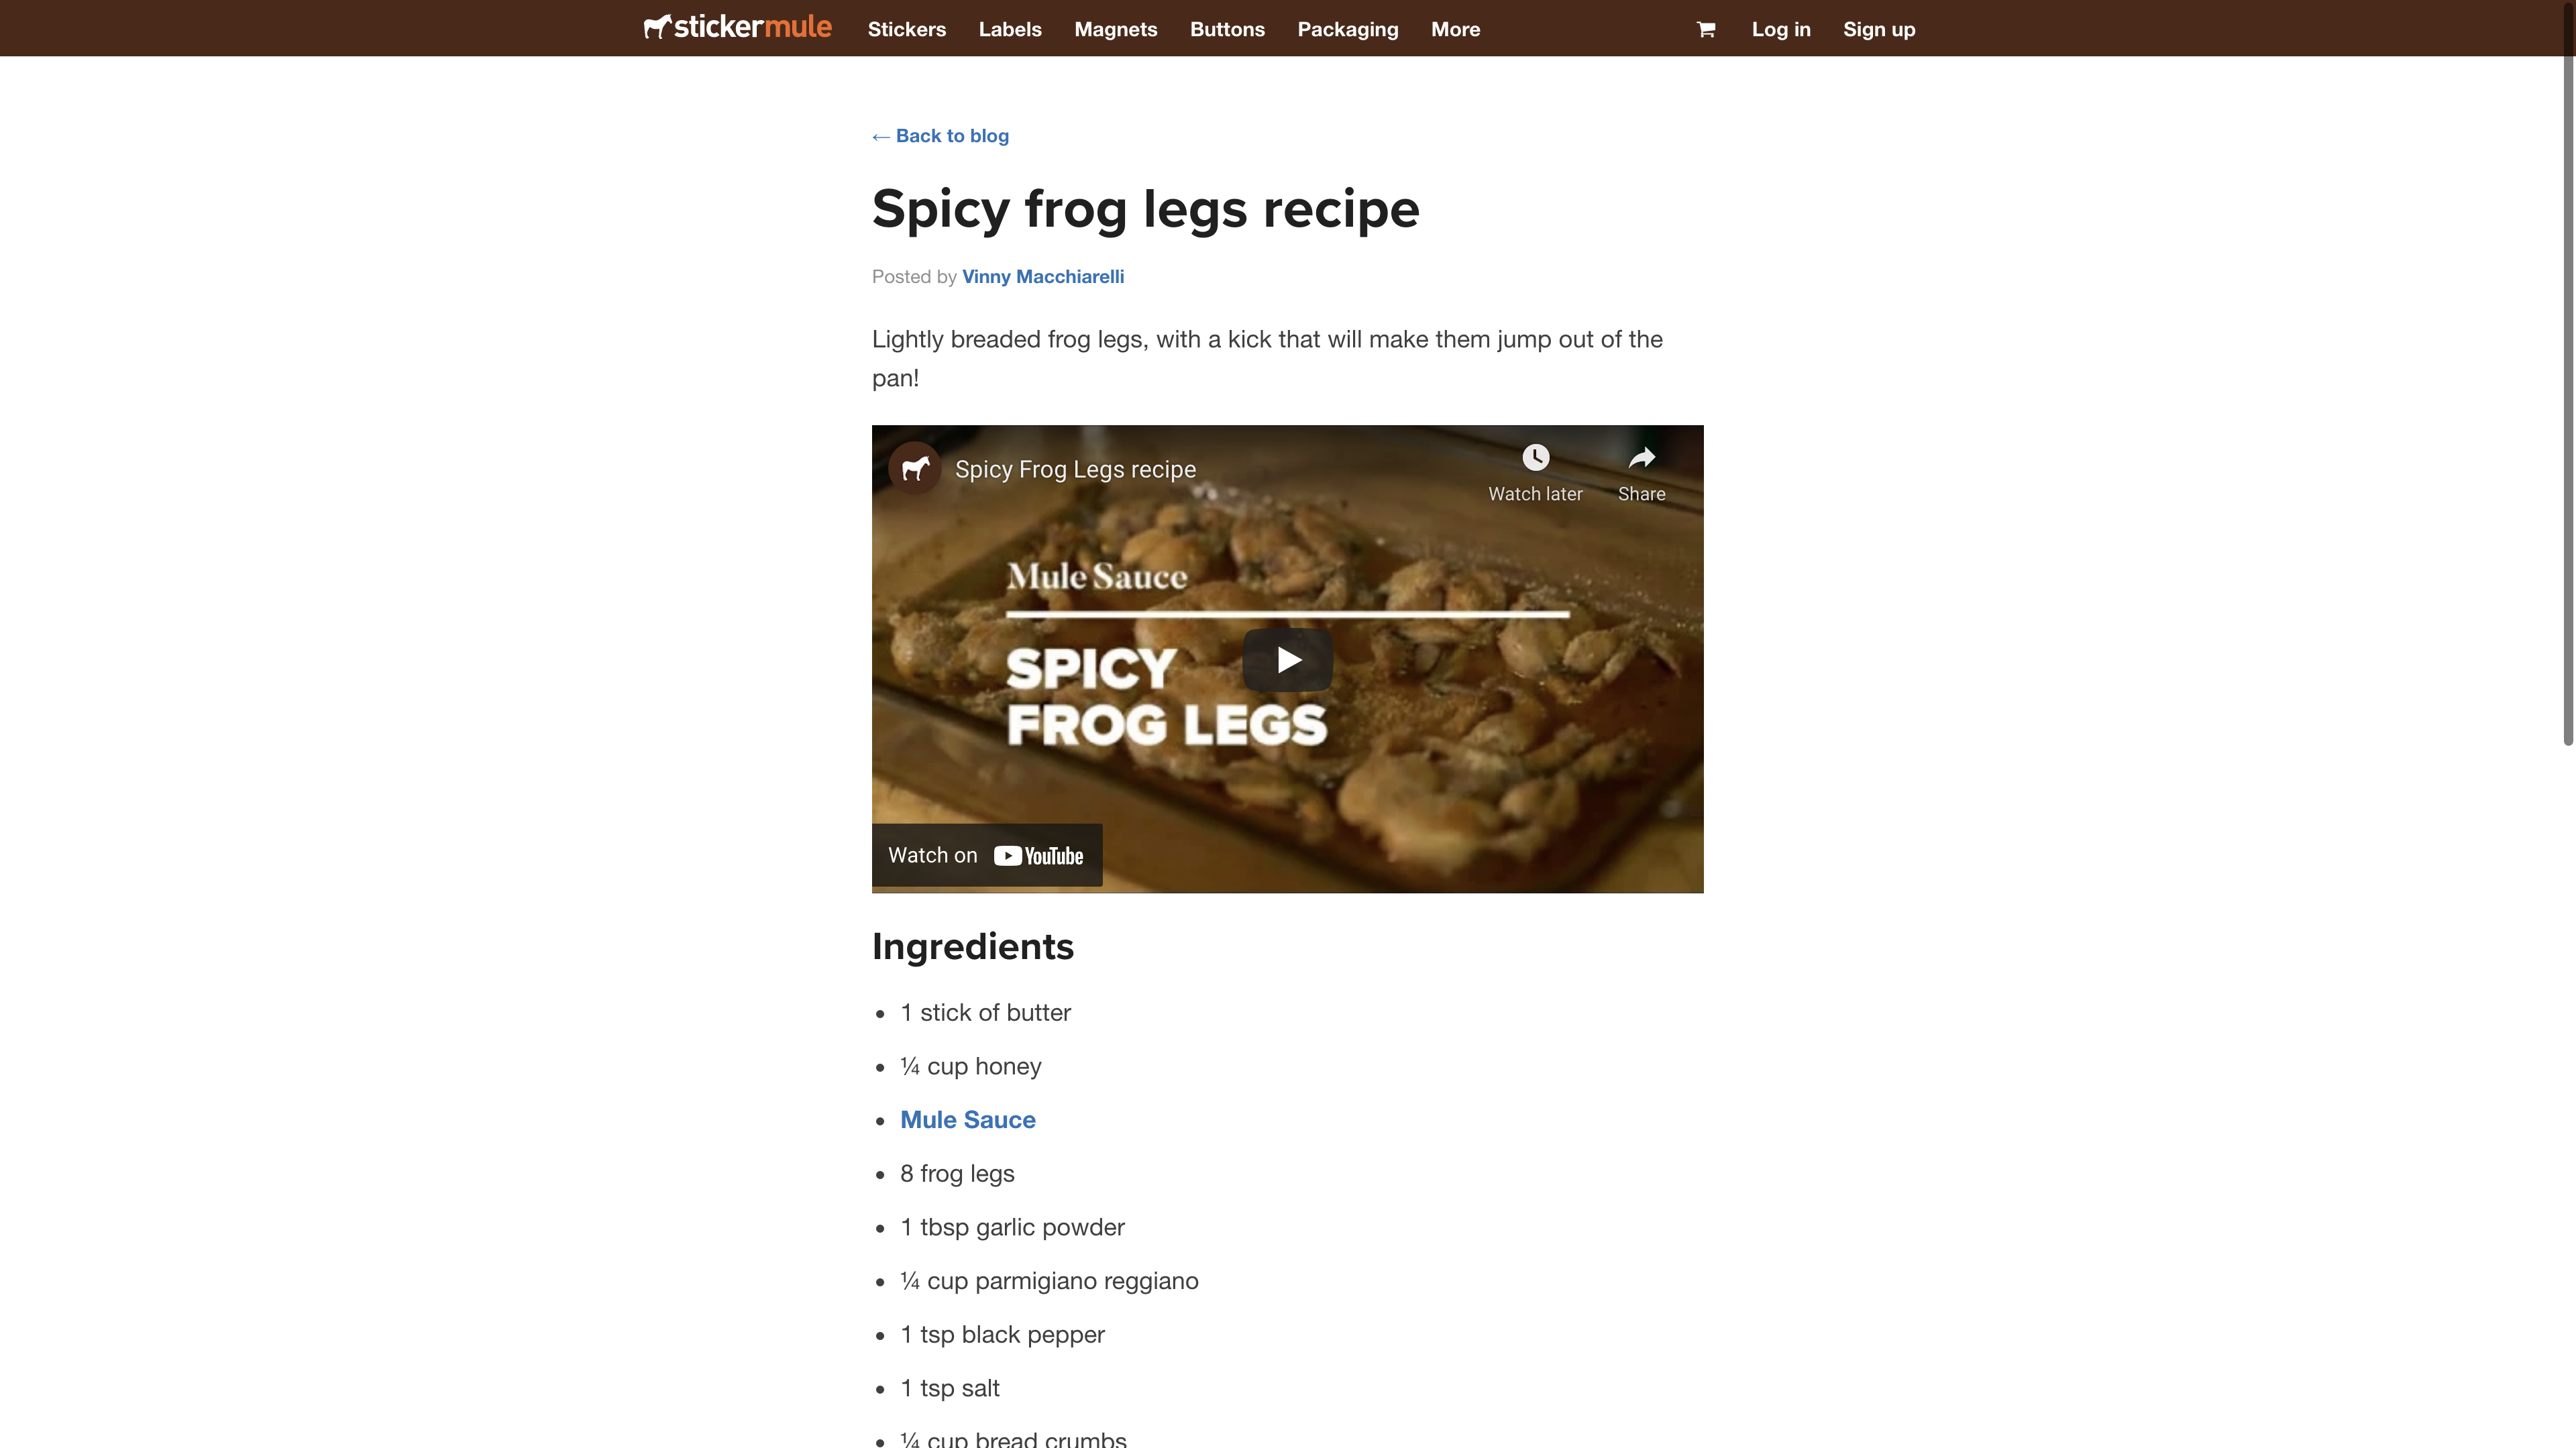 stickermule Stickers Labels Magnets Buttons Packaging More Log in Sign up
← Back to blog
Spicy frog legs recipe
Posted by Vinny Macchiarelli
Lightly breaded frog legs, with a kick that will make them jump out of the
pan!
Spicy Frog Legs recipe
Watch later Share
Mule Sauce
SPICY
FROG LEGS
Watch on YouTube
Ingredients
• 1 stick of butter
• ¼ cup honey
• Mule Sauce
• 8 frog legs
• 1 tbsp garlic powder
• ¼ cup parmigiano reggiano
• 1 tsp black pepper
• 1 tsp salt
• ¼ cup bread crumbs